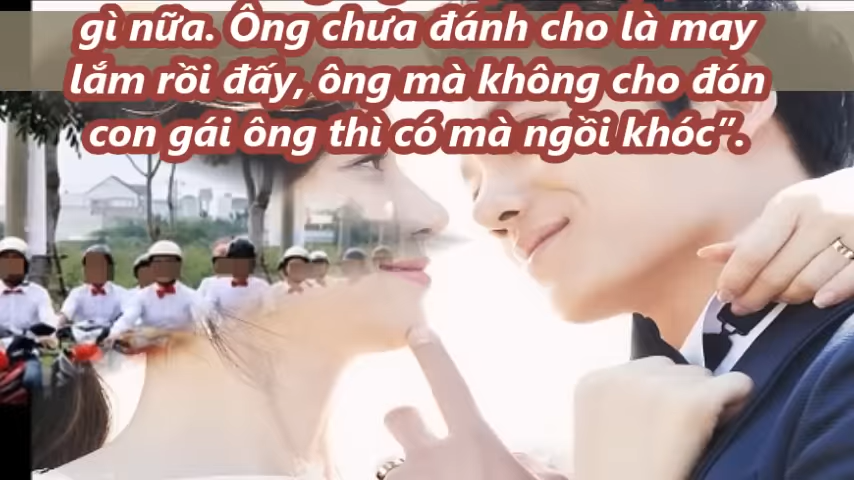 gì nữa. Ông chưa đánh cho là may
lắm rồi đấy, ông mà không cho đón
con gái ông thì có mà ngồi khóc”.